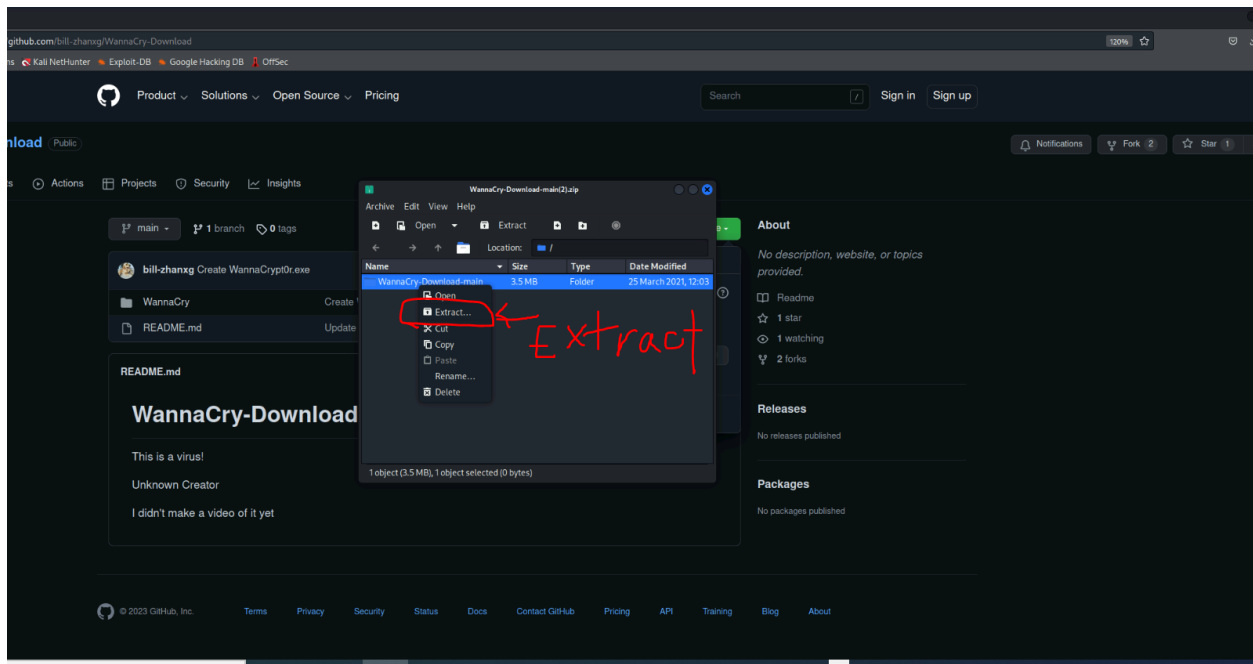 github.com/bill-zhanxg/WannaCry-Download
120%
ns Kali NetHunter Exploit-DB Google Hacking DB OffSec
Product Solutions Open Source Pricing
Search /
Sign in Sign up
nload Public
Notifications Fork 2 Star 1
ts Actions Projects Security Insights
main 1 branch 0 tags
bill-zhanxg Create WannaCrypt0r.exe
WannaCry Create
README.md Update
README.md
WannaCry-Download
This is a virus!
Unknown Creator
I didn't make a video of it yet
WannaCry-Download-main(2).zip
Archive Edit View Help
Open Extract
Location: /
Name Size Type Date Modified
WannaCry-Download-main 3.5 MB Folder 25 March 2021, 12:03
Open
Extract...
Cut
Copy
Paste
Rename...
Delete
Extract
1 object (3.5 MB), 1 object selected (0 bytes)
About
No description, website, or topics
provided.
Readme
1 star
1 watching
2 forks
Releases
No releases published
Packages
No packages published
© 2023 GitHub, Inc. Terms Privacy Security Status Docs Contact GitHub Pricing API Training Blog About